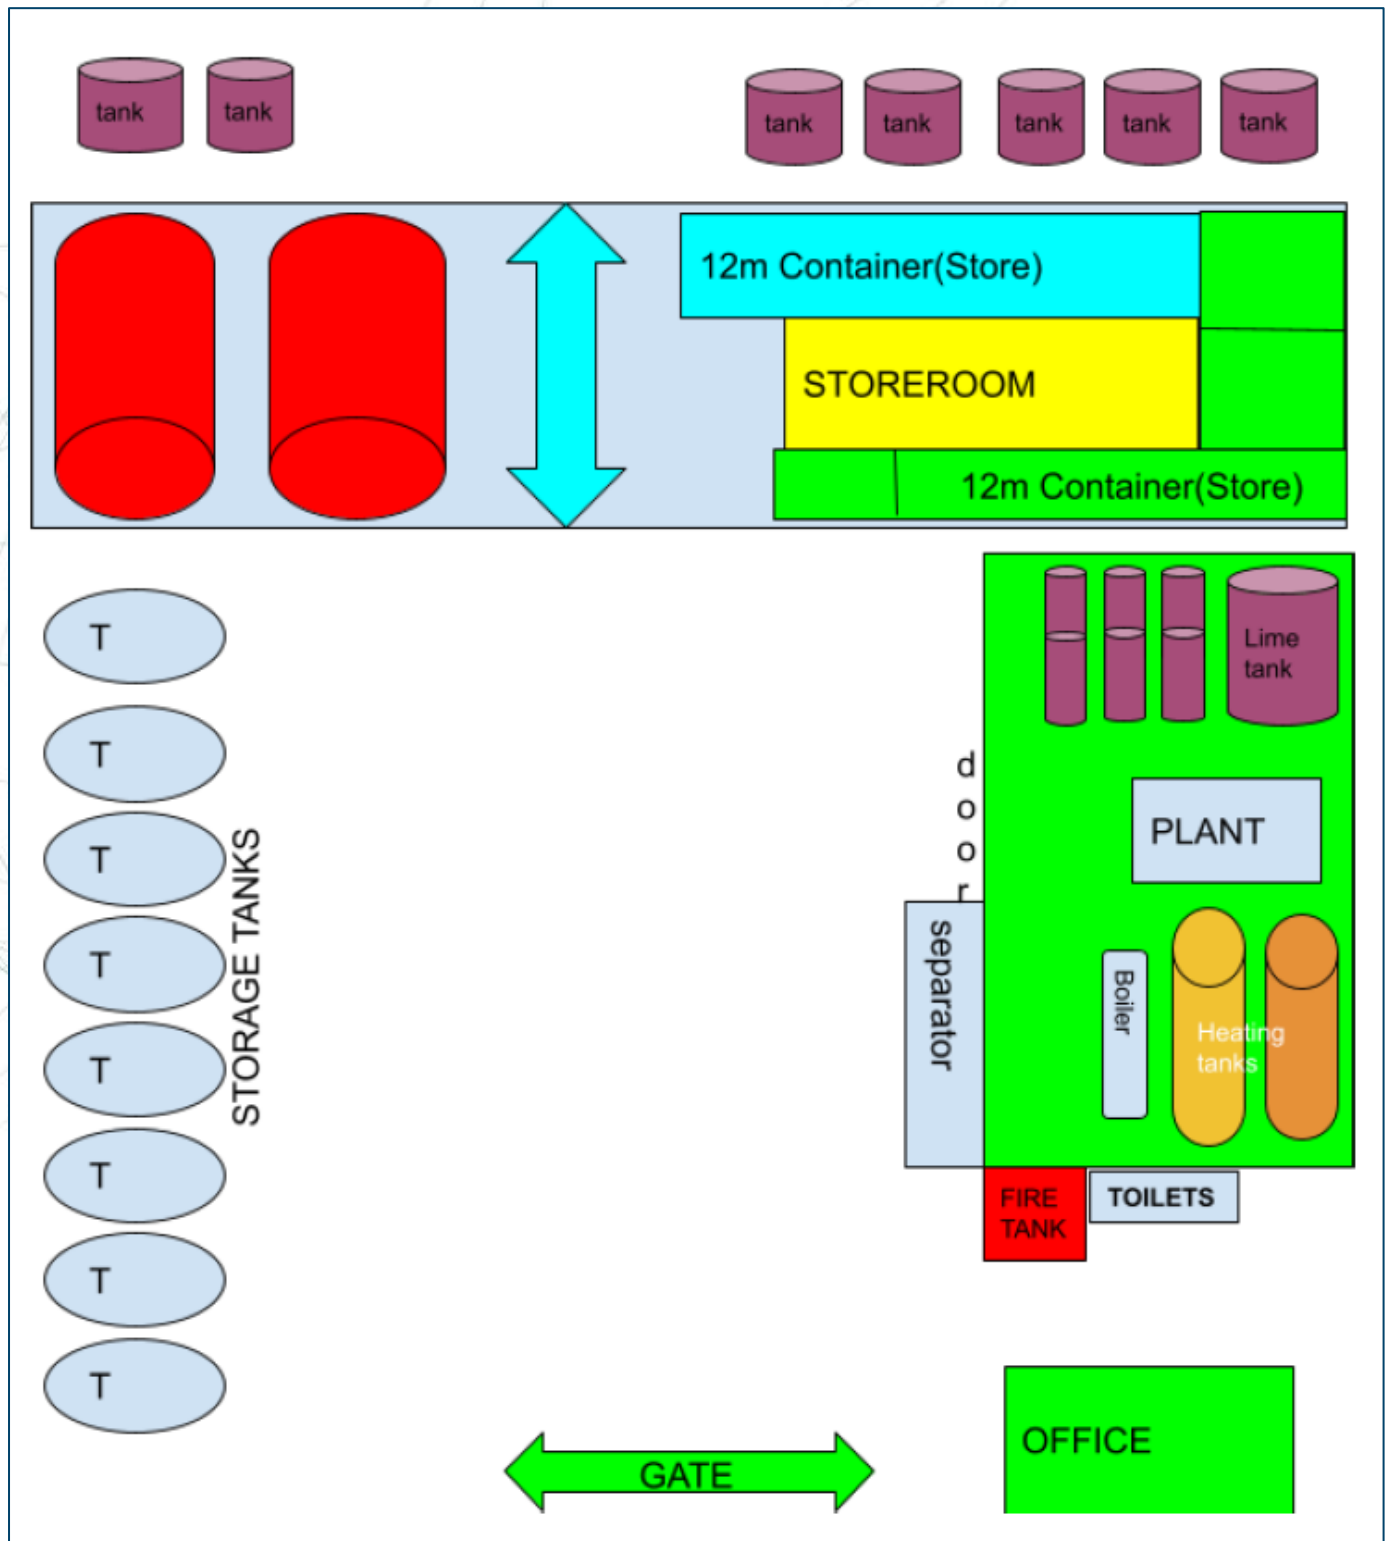 tank
tank
tank
tank
tank
tank
tank
12m Container(Store)
STOREROOM
12m Container(Store)
T
T
T
T
T
T
T
T
STORAGE TANKS
Lime
tank
door
PLANT
separator
Boiler
Heating
tanks
FIRE
TANK
TOILETS
OFFICE
GATE